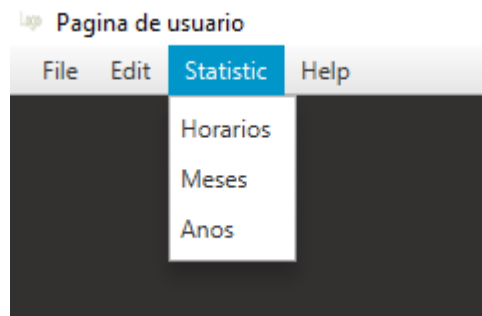 Pagina de usuario
File Edit Statistic Help
Horarios
Meses
Anos